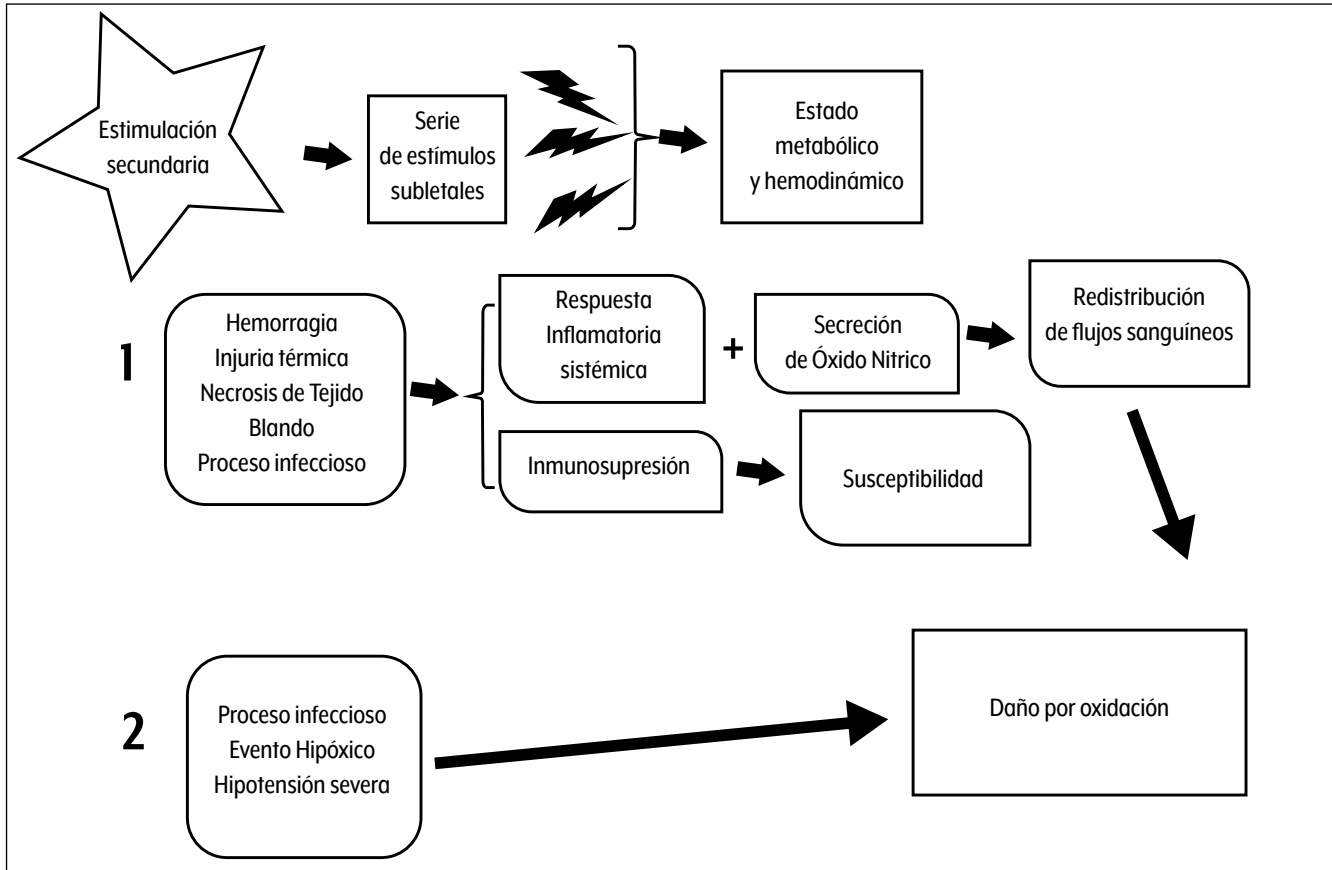 Estimulación
secundaria
Serie
de estímulos
subletales
Estado
metabólico
y hemodinámico
1
Hemorragia
Injuria térmica
Necrosis de Tejido
Blando
Proceso infeccioso
Respuesta
Inflamatoria
sistémica
+
Secreción
de Óxido Nitrico
Redistribución
de flujos sanguíneos
Inmunosupresión
Susceptibilidad
2
Proceso infeccioso
Evento Hipóxico
Hipotensión severa
Daño por oxidación